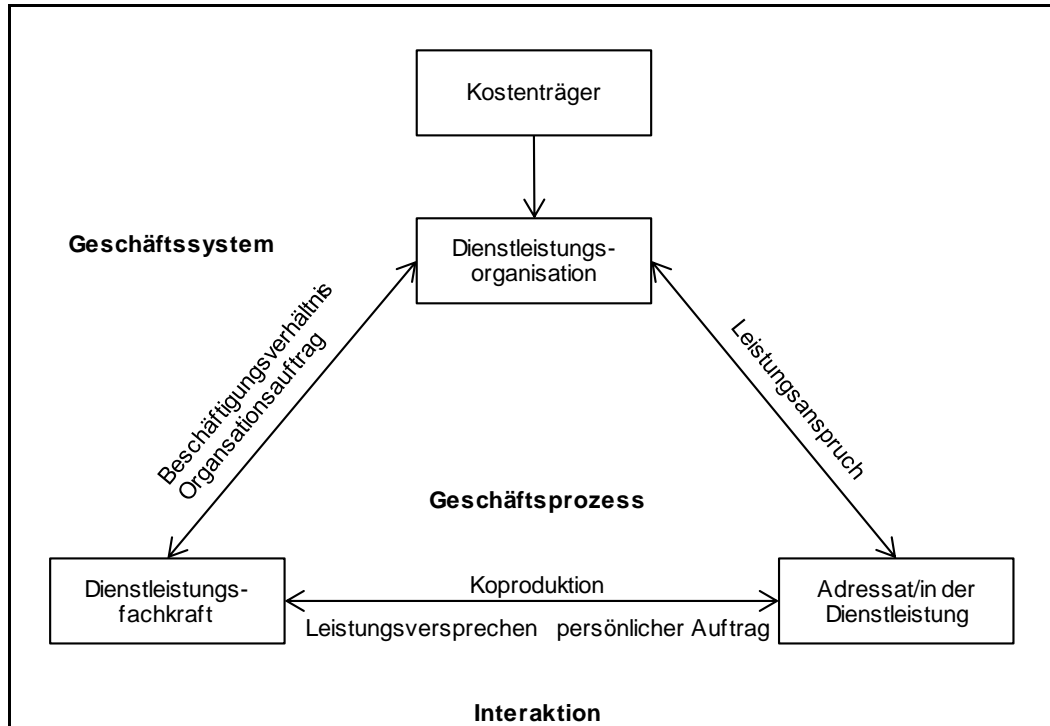 Kostenträger
Geschäftssystem
Dienstleistungs-
organisation
Beschäftigungsverhältnis
Organsationsauftrag
Leistungsanspruch
Geschäftsprozess
Dienstleistungs-
fachkraft
Koproduktion
Leistungsversprechen persönlicher Auftrag
Adressat/in der
Dienstleistung
Interaktion